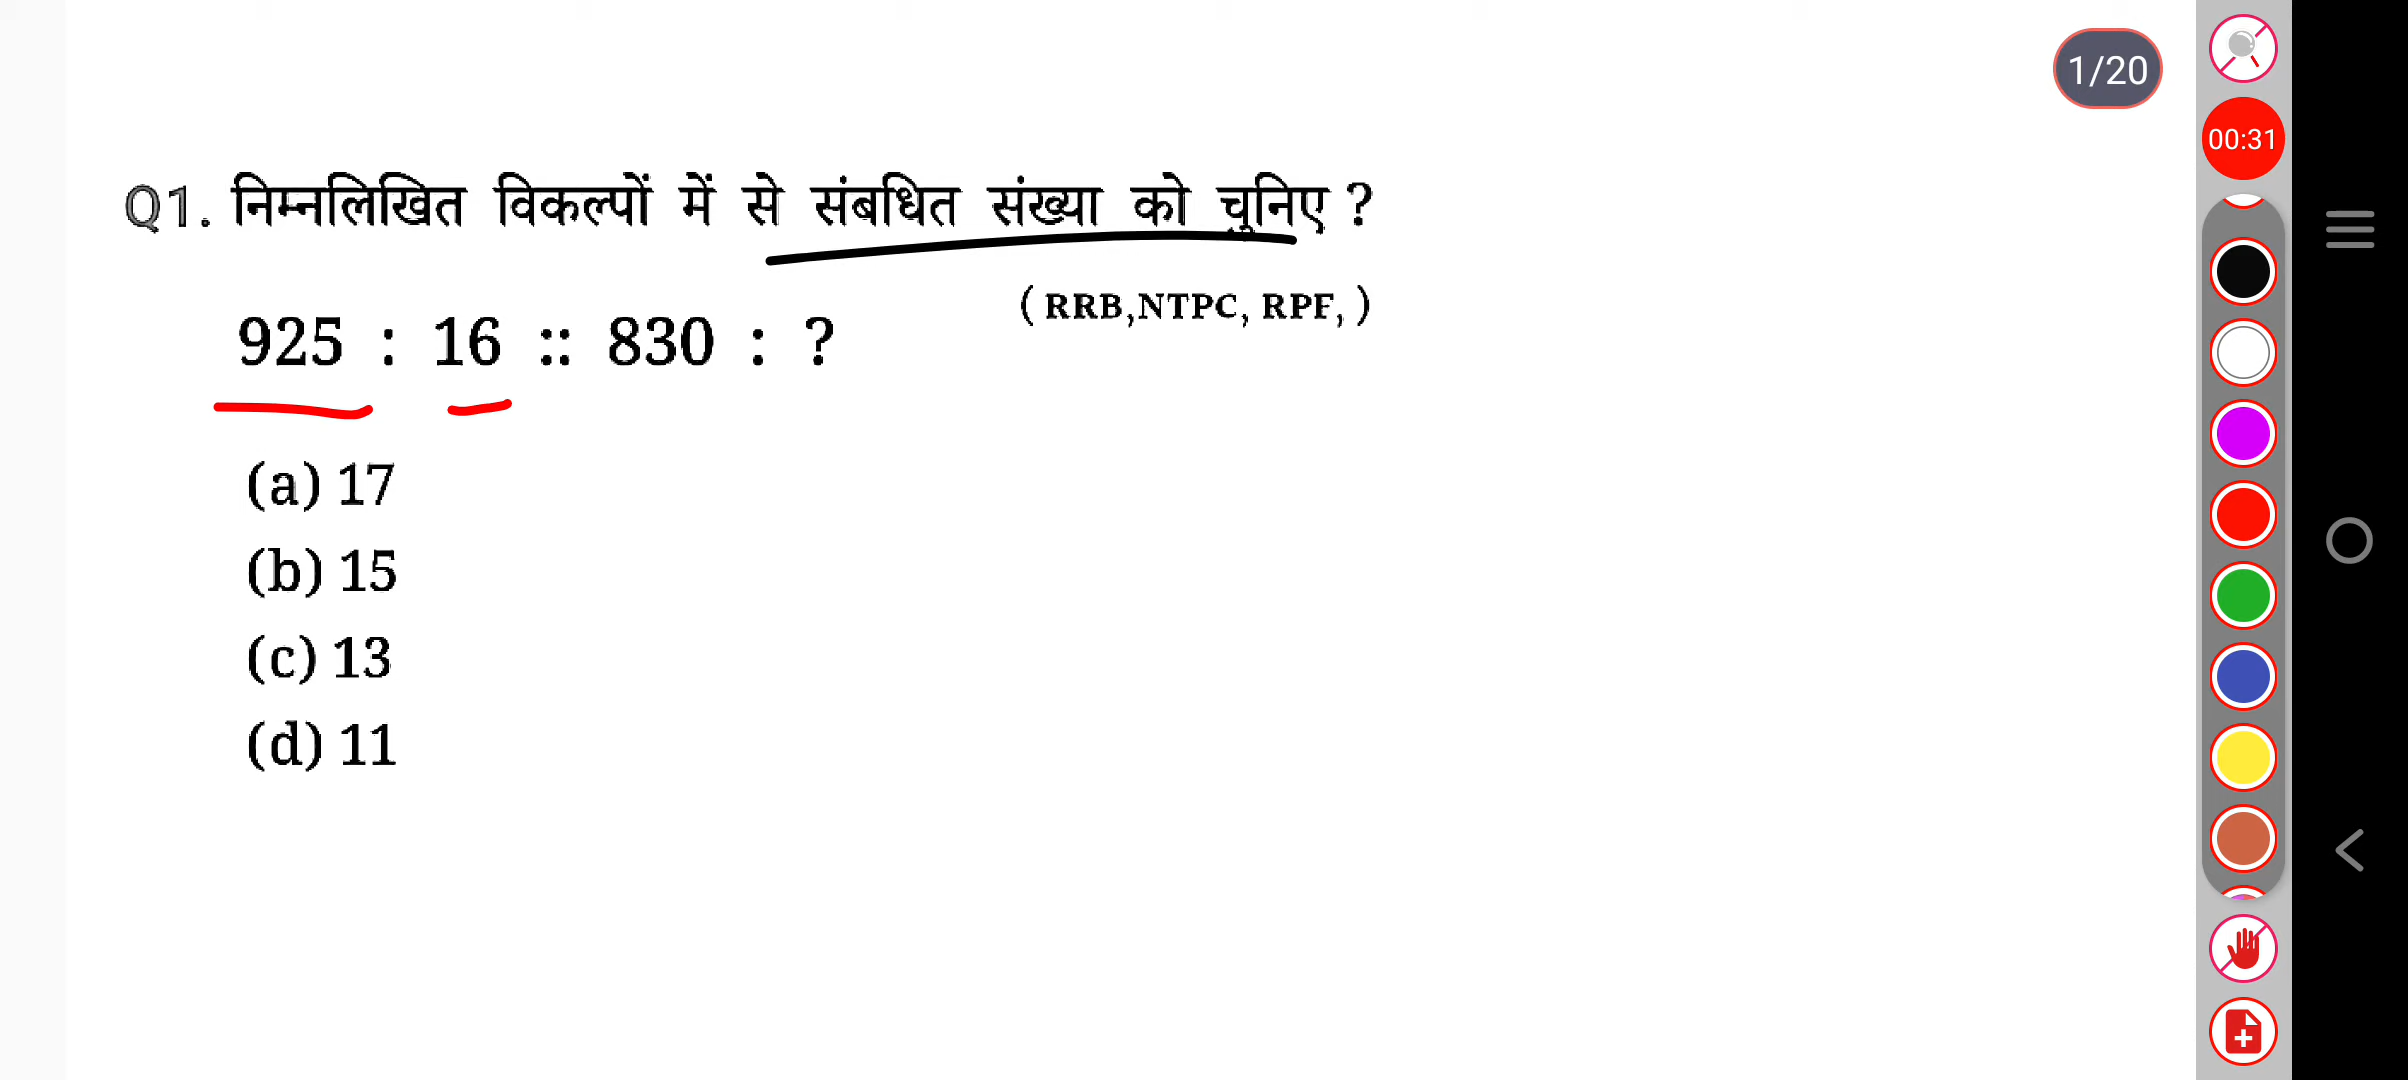 1/20
00:31
Q1. निम्नलिखित विकल्पों में से संबधित संख्या को चुनिए ?
( RRB,NTPC, RPF, )
925 : 16 :: 830 : ?
(a) 17
(b) 15
(c) 13
(d) 11